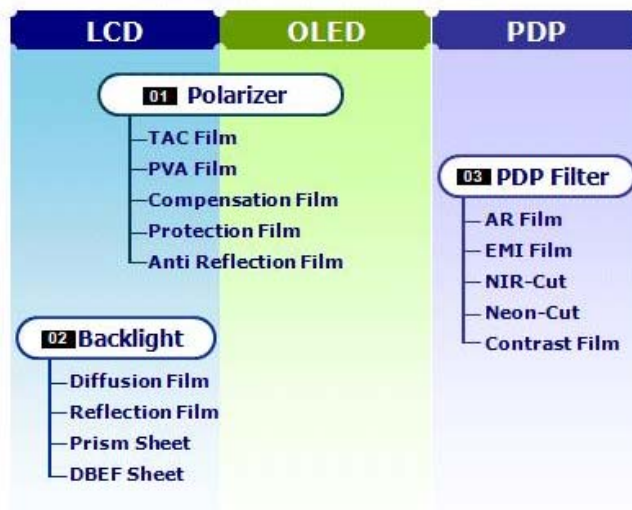 LCD OLED PDP
01 Polarizer
TAC Film
PVA Film
Compensation Film
Protection Film
Anti Reflection Film
02 Backlight
Diffusion Film
Reflection Film
Prism Sheet
DBEF Sheet
03 PDP Filter
AR Film
EMI Film
NIR-Cut
Neon-Cut
Contrast Film